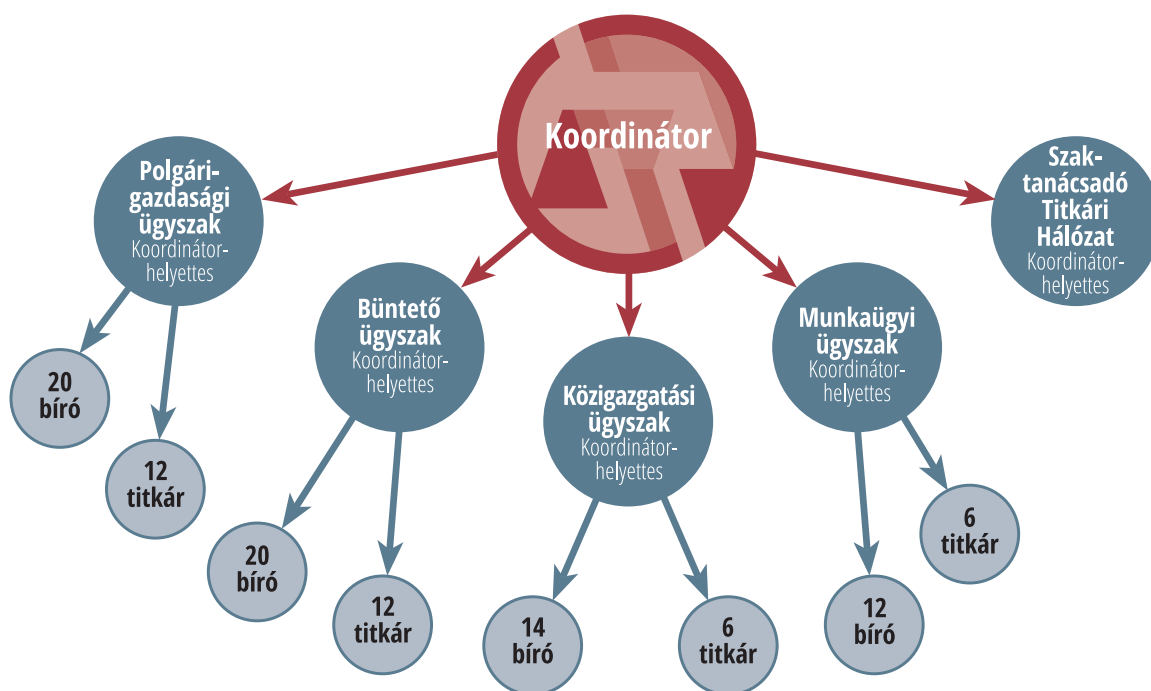 Koordinátor
Polgári-
gazdasági
ügyszak
Koordinátor-
helyettes
20
bíró
12
titkár
Büntető
ügyszak
Koordinátor-
helyettes
20
bíró
12
titkár
Közigazgatási
ügyszak
Koordinátor-
helyettes
14
bíró
6
titkár
Munkaügyi
ügyszak
Koordinátor-
helyettes
12
bíró
6
titkár
Szak-
tanácsadó
Titkári
Hálózat
Koordinátor-
helyettes